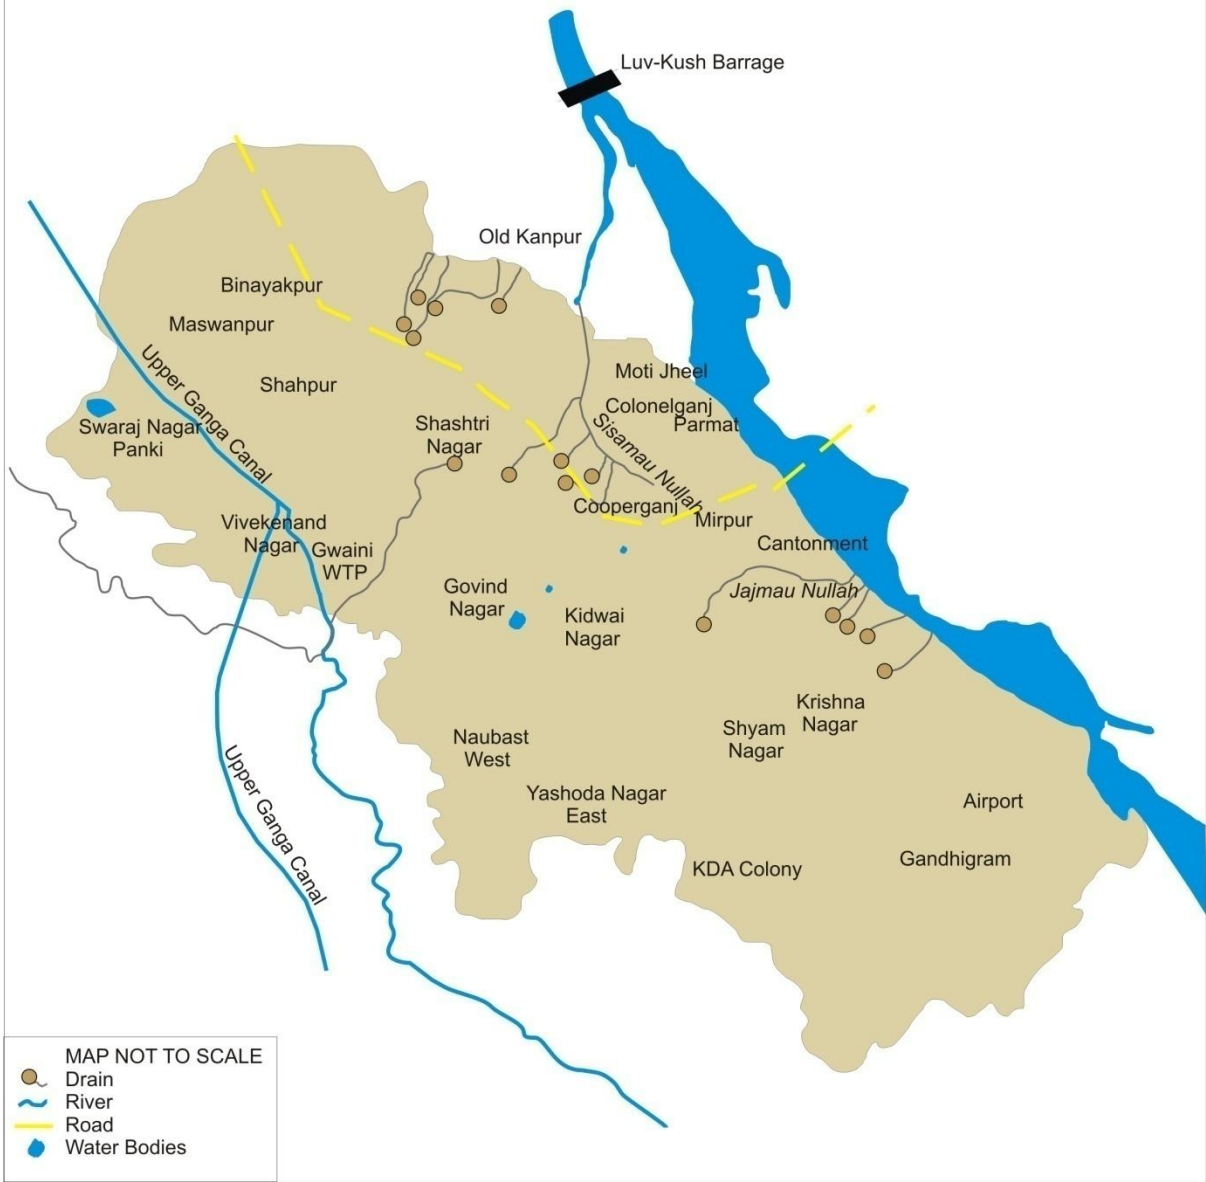 Luv-Kush Barrage
Old Kanpur
Binayakpur
Maswanpur
Upper Ganga Canal
Shahpur
Moti Jheel
Colonelganj
Parmat
Swaraj Nagar
Panki
Shashtri
Nagar
Sisamau Nullah
Cooperganj
Mirpur
Vivekenand
Nagar
Gwaini
WTP
Cantonment
Govind
Nagar
Kidwai
Nagar
Jajmau Nullah
Krishna
Nagar
Shyam
Nagar
Naubast
West
Upper Ganga Canal
Yashoda Nagar
East
Airport
KDA Colony
Gandhigram
MAP NOT TO SCALE
Drain
River
Road
Water Bodies